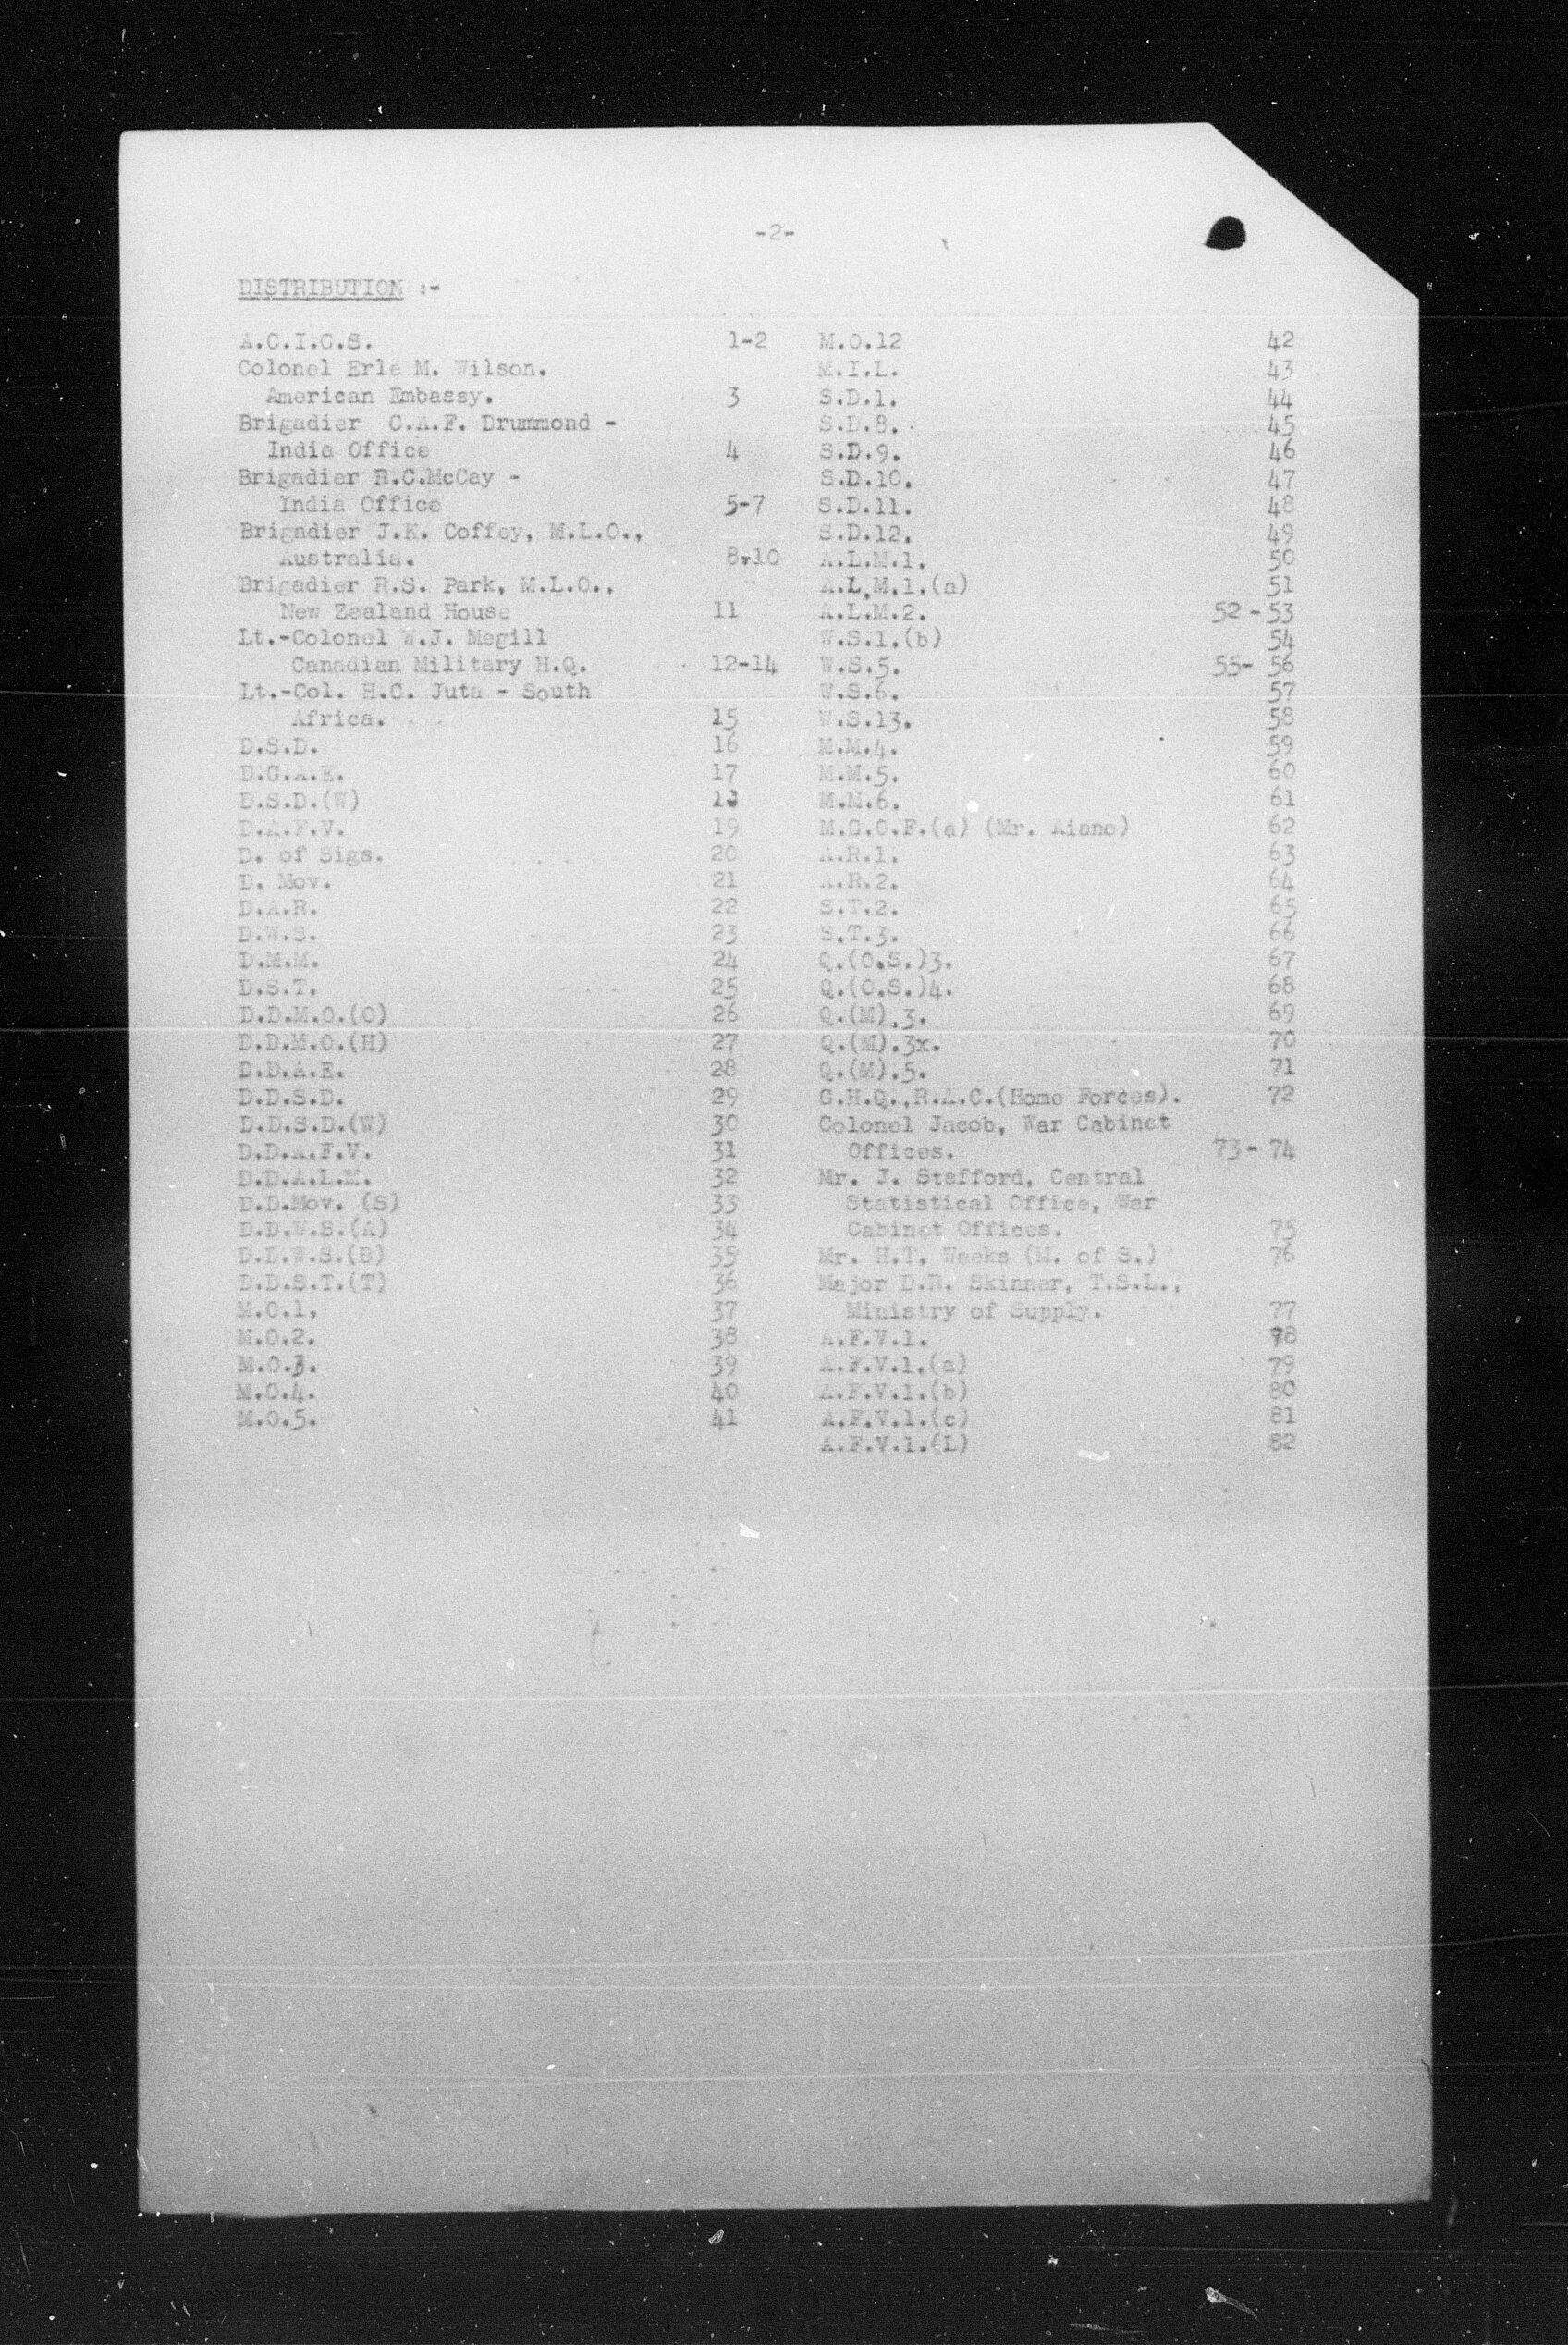 -2-
DISTRIBUTION :-
A.C.I.G.S. 1-2
Colonel Erle M. Wilson.
American Embassy. 3
Brigadier C.A.F. Drummond -
India Office 4
Brigadier R.C.McCay -
India Office 5-7
Brigadier J.K. Coffey, M.L.O.,
Australia. 8-10
Brigadier R.S. Park, M.L.O.,
New Zealand House 11
Lt.-Colonel W.J. Megill
Canadian Military H.Q. 12-14
Lt.-Col. H.C. Juta - South
Africa. 15
D.S.D. 16
D.G.A.E. 17
D.S.D.(W) 18
D.A.F.V. 19
D. of Sigs. 20
D. Mov. 21
D.A.R. 22
D.W.S. 23
D.M.M. 24
D.S.T. 25
D.D.M.O.(O) 26
D.D.M.O.(H) 27
D.D.A.E. 28
D.D.S.D. 29
D.D.S.D.(W) 30
D.D.A.F.V. 31
D.D.A.L.M. 32
D.D.Mov. (S) 33
D.D.W.S.(A) 34
D.D.W.S.(B) 35
D.D.S.T.(T) 36
M.O.1. 37
M.O.2. 38
M.O.3. 39
M.O.4. 40
M.O.5. 41
M.O.12 42
M.I.L. 43
S.D.1. 44
S.D.8. 45
S.D.9. 46
S.D.10. 47
S.D.11. 48
S.D.12. 49
A.L.M.1. 50
A.L.M.1.(a) 51
A.L.M.2. 52-53
W.S.1.(b) 54
W.S.5. 55-56
W.S.6. 57
W.S.13. 58
M.M.4. 59
M.M.5. 60
M.M.6. 61
M.G.O.F.(a) (Mr. Aiano) 62
A.R.1. 63
A.R.2. 64
S.T.2. 65
S.T.3. 66
Q.(O.S.)3. 67
Q.(O.S.)4. 68
Q.(M).3. 69
Q.(M).3x. 70
Q.(M).5. 71
G.H.Q.,R.A.C.(Home Forces). 72
Colonel Jacob, War Cabinet
Offices. 73-74
Mr. J. Stafford, Central
Statistical Office, War
Cabinet Offices. 75
Mr. H.T. Weeks (M. of S.) 76
Major D.R. Skinner, T.S.L.,
Ministry of Supply. 77
A.F.V.1. 78
A.F.V.1.(a) 79
A.F.V.1.(b) 80
A.F.V.1.(c) 81
A.F.V.1.(L) 82